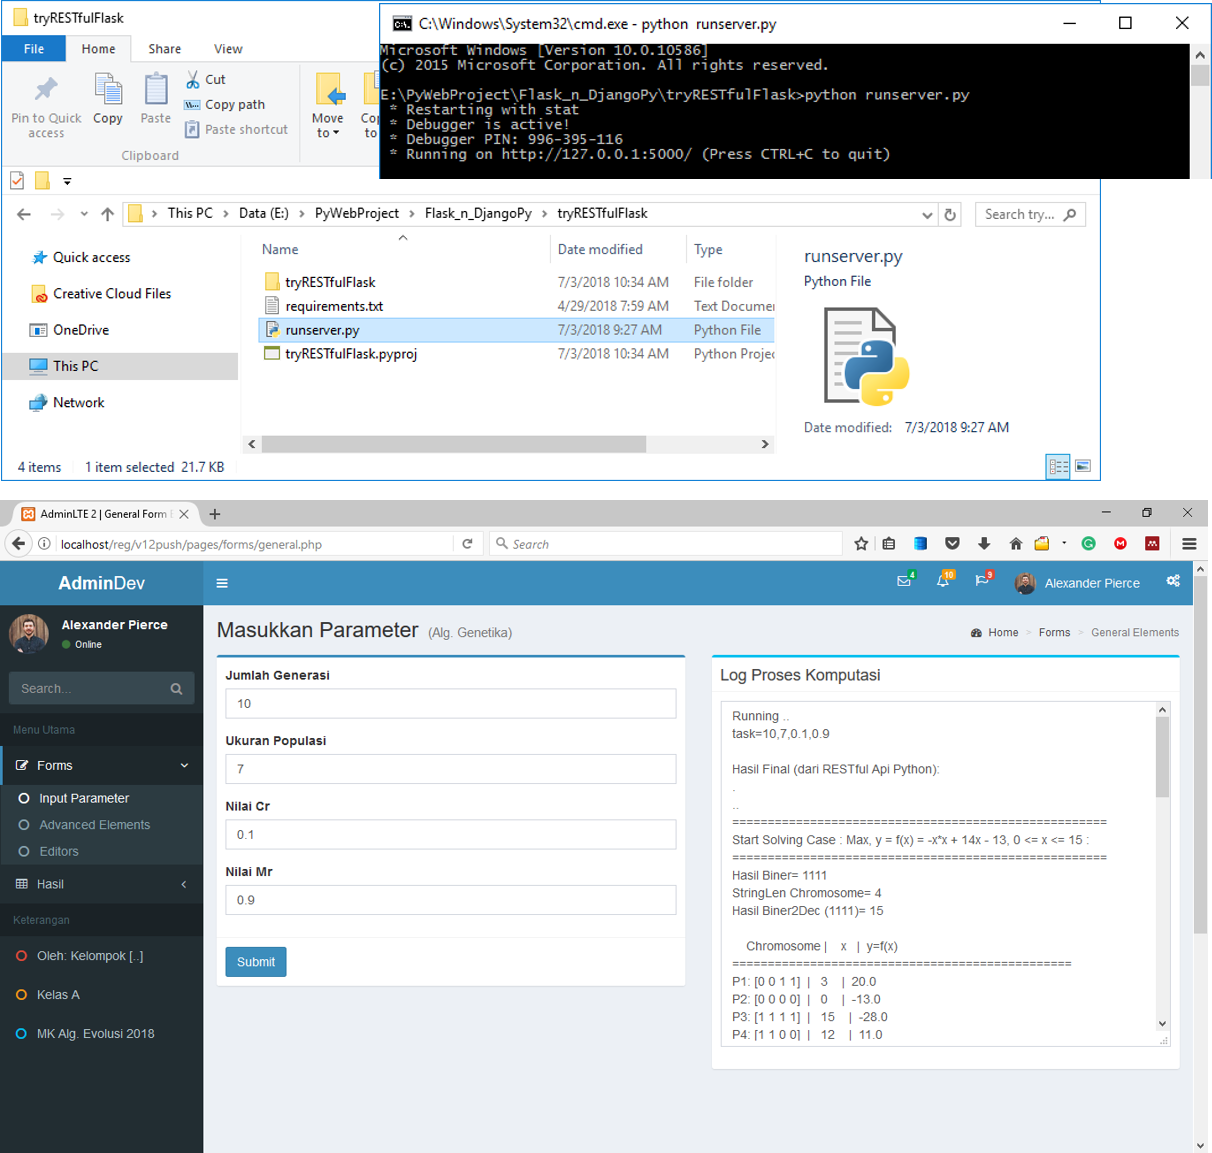 tryRESTfulFlask
File Home Share View
Pin to Quick access
Copy
Paste
Cut
Copy path
Paste shortcut
Move to
Clipboard
C:\Windows\System32\cmd.exe - python runserver.py
Microsoft Windows [Version 10.0.10586]
(c) 2015 Microsoft Corporation. All rights reserved.
E:\PyWebProject\Flask_n_DjangoPy\tryRESTfulFlask>python runserver.py
* Restarting with stat
* Debugger is active!
* Debugger PIN: 996-395-116
* Running on http://127.0.0.1:5000/ (Press CTRL+C to quit)
This PC > Data (E:) > PyWebProject > Flask_n_DjangoPy > tryRESTfulFlask
Search try...
Quick access
Creative Cloud Files
OneDrive
This PC
Network
Name Date modified Type
tryRESTfulFlask 7/3/2018 10:34 AM File folder
requirements.txt 4/29/2018 7:59 AM Text Documen
runserver.py 7/3/2018 9:27 AM Python File
tryRESTfulFlask.pyproj 7/3/2018 10:34 AM Python Projec
runserver.py
Python File
Date modified: 7/3/2018 9:27 AM
4 items 1 item selected 21.7 KB
AdminLTE 2 | General Form
localhost/reg/v12push/pages/forms/general.php
Search
AdminDev
4
10
9
Alexander Pierce
Alexander Pierce
Online
Search...
Menu Utama
Forms
Input Parameter
Advanced Elements
Editors
Hasil
Keterangan
Oleh: Kelompok [..]
Kelas A
MK Alg. Evolusi 2018
Masukkan Parameter (Alg. Genetika)
Home > Forms > General Elements
Jumlah Generasi
10
Ukuran Populasi
7
Nilai Cr
0.1
Nilai Mr
0.9
Submit
Log Proses Komputasi
Running ..
task=10,7,0.1,0.9
Hasil Final (dari RESTful Api Python):
.
..
=====================================================
Start Solving Case : Max, y = f(x) = -x*x + 14x - 13, 0 <= x <= 15 :
=====================================================
Hasil Biner= 1111
StringLen Chromosome= 4
Hasil Biner2Dec (1111)= 15
Chromosome | x | y=f(x)
================================================
P1: [0 0 1 1] | 3 | 20.0
P2: [0 0 0 0] | 0 | -13.0
P3: [1 1 1 1] | 15 | -28.0
P4: [1 1 0 0] | 12 | 11.0